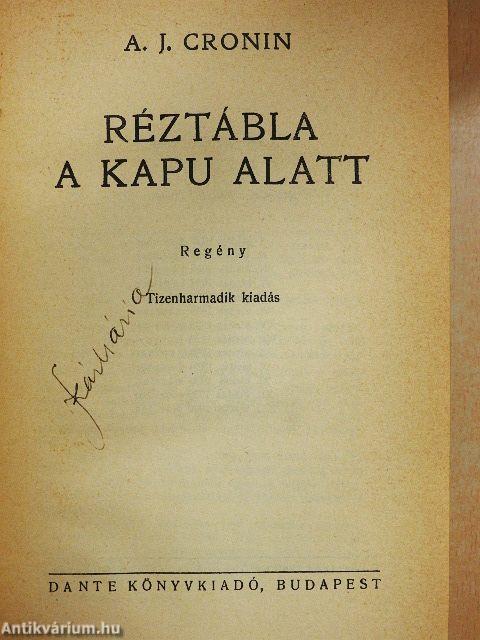 A. J. CRONIN
RÉZTÁBLA
A KAPU ALATT
Regény
Tizenharmadik kiadás
DANTE KÖNYVKIADÓ, BUDAPEST
Antikvárium.hu